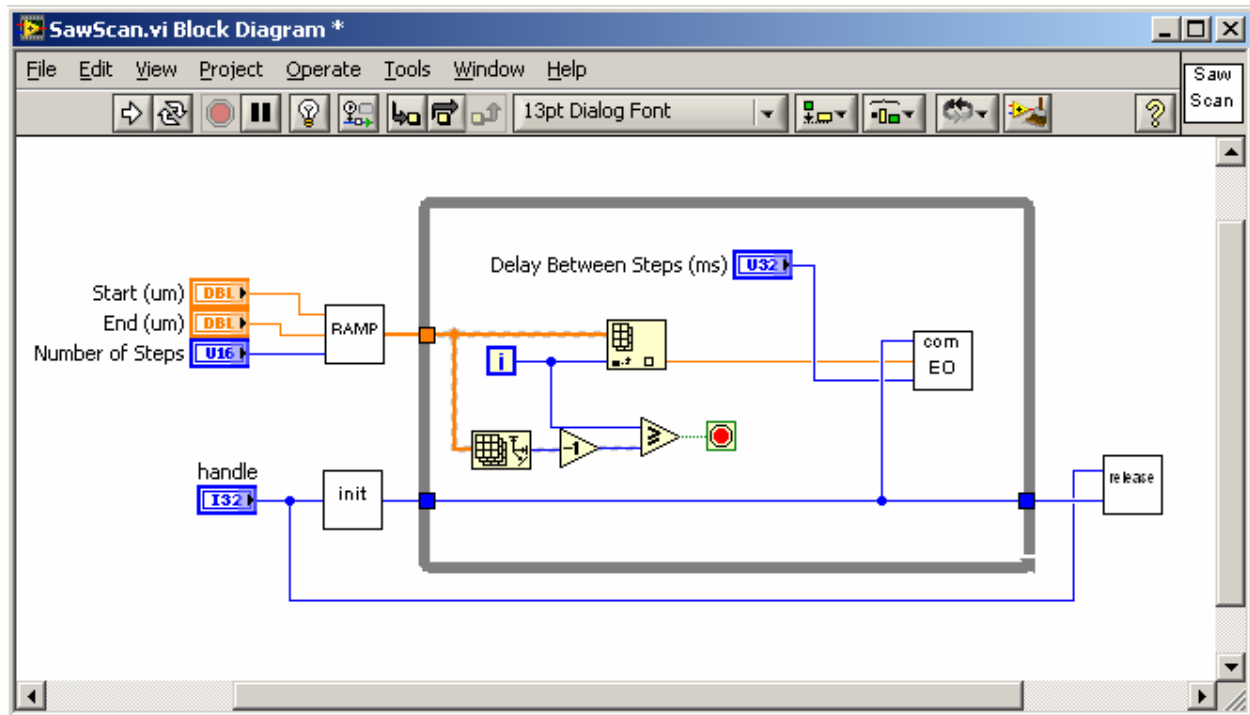 SawScan.vi Block Diagram *
File Edit View Project Operate Tools Window Help
Saw
Scan
13pt Dialog Font
?
Delay Between Steps (ms) U32
Start (um) DBL
End (um) DBL
Number of Steps U16
RAMP
i
com
EO
-1
≥
handle
I32
init
release